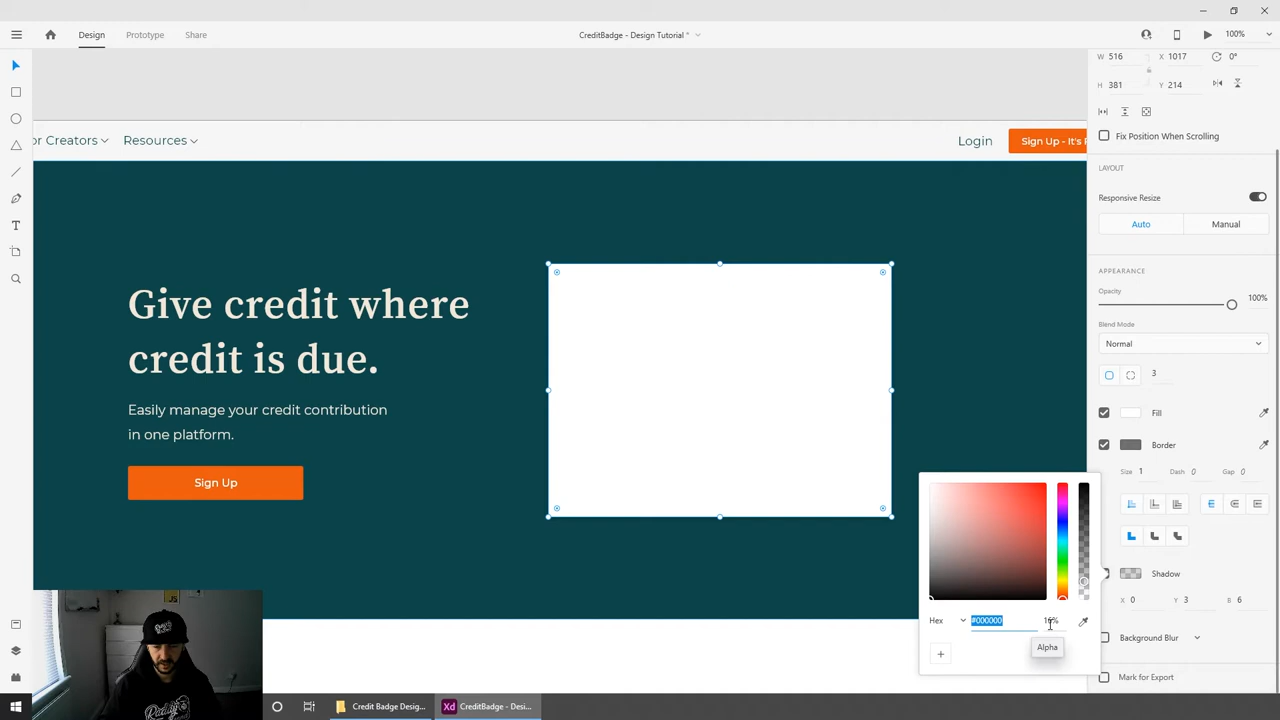 Design
Prototype
Share
CreditBadge - Design Tutorial *
100%
W 516
X 1017
0°
H 381
Y 214
Fix Position When Scrolling
LAYOUT
Responsive Resize
Auto
Manual
APPEARANCE
Opacity
100%
Blend Mode
Normal
3
Fill
Border
Size 1
Dash 0
Gap 0
Shadow
X 0
Y 3
B 6
Background Blur
Mark for Export
or Creators
Resources
Login
Sign Up - It's
Give credit where
credit is due.
Easily manage your credit contribution
in one platform.
Sign Up
Hex
#000000
Alpha
Credit Badge Desig...
Xd
CreditBadge - Desi...